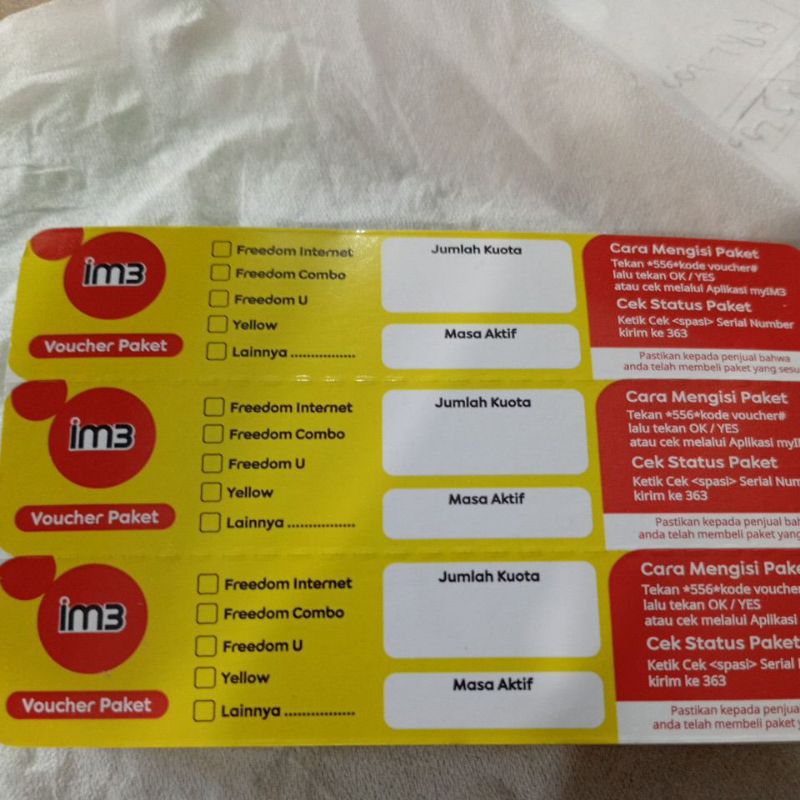 im3
Voucher Paket
Freedom Internet
Freedom Combo
Freedom U
Yellow
Lainnya ................
Jumlah Kuota
Masa Aktif
Cara Mengisi Paket
Tekan *556*kode voucher#
lalu tekan OK / YES
atau cek melalui Aplikasi myIM3
Cek Status Paket
Ketik Cek <spasi> Serial Number
kirim ke 363
Pastikan kepada penjual bahwa
anda telah membeli paket yang sesu
im3
Voucher Paket
Freedom Internet
Freedom Combo
Freedom U
Yellow
Lainnya ................
Jumlah Kuota
Masa Aktif
Cara Mengisi Paket
Tekan *556*kode voucher#
lalu tekan OK / YES
atau cek melalui Aplikasi myI
Cek Status Paket
Ketik Cek <spasi> Serial Num
kirim ke 363
Pastikan kepada penjual bah
anda telah membeli paket yang
im3
Voucher Paket
Freedom Internet
Freedom Combo
Freedom U
Yellow
Lainnya ................
Jumlah Kuota
Masa Aktif
Cara Mengisi Pake
Tekan *556*kode voucher
lalu tekan OK / YES
atau cek melalui Aplikasi
Cek Status Paket
Ketik Cek <spasi> Serial
kirim ke 363
Pastikan kepada penjua
anda telah membeli paket